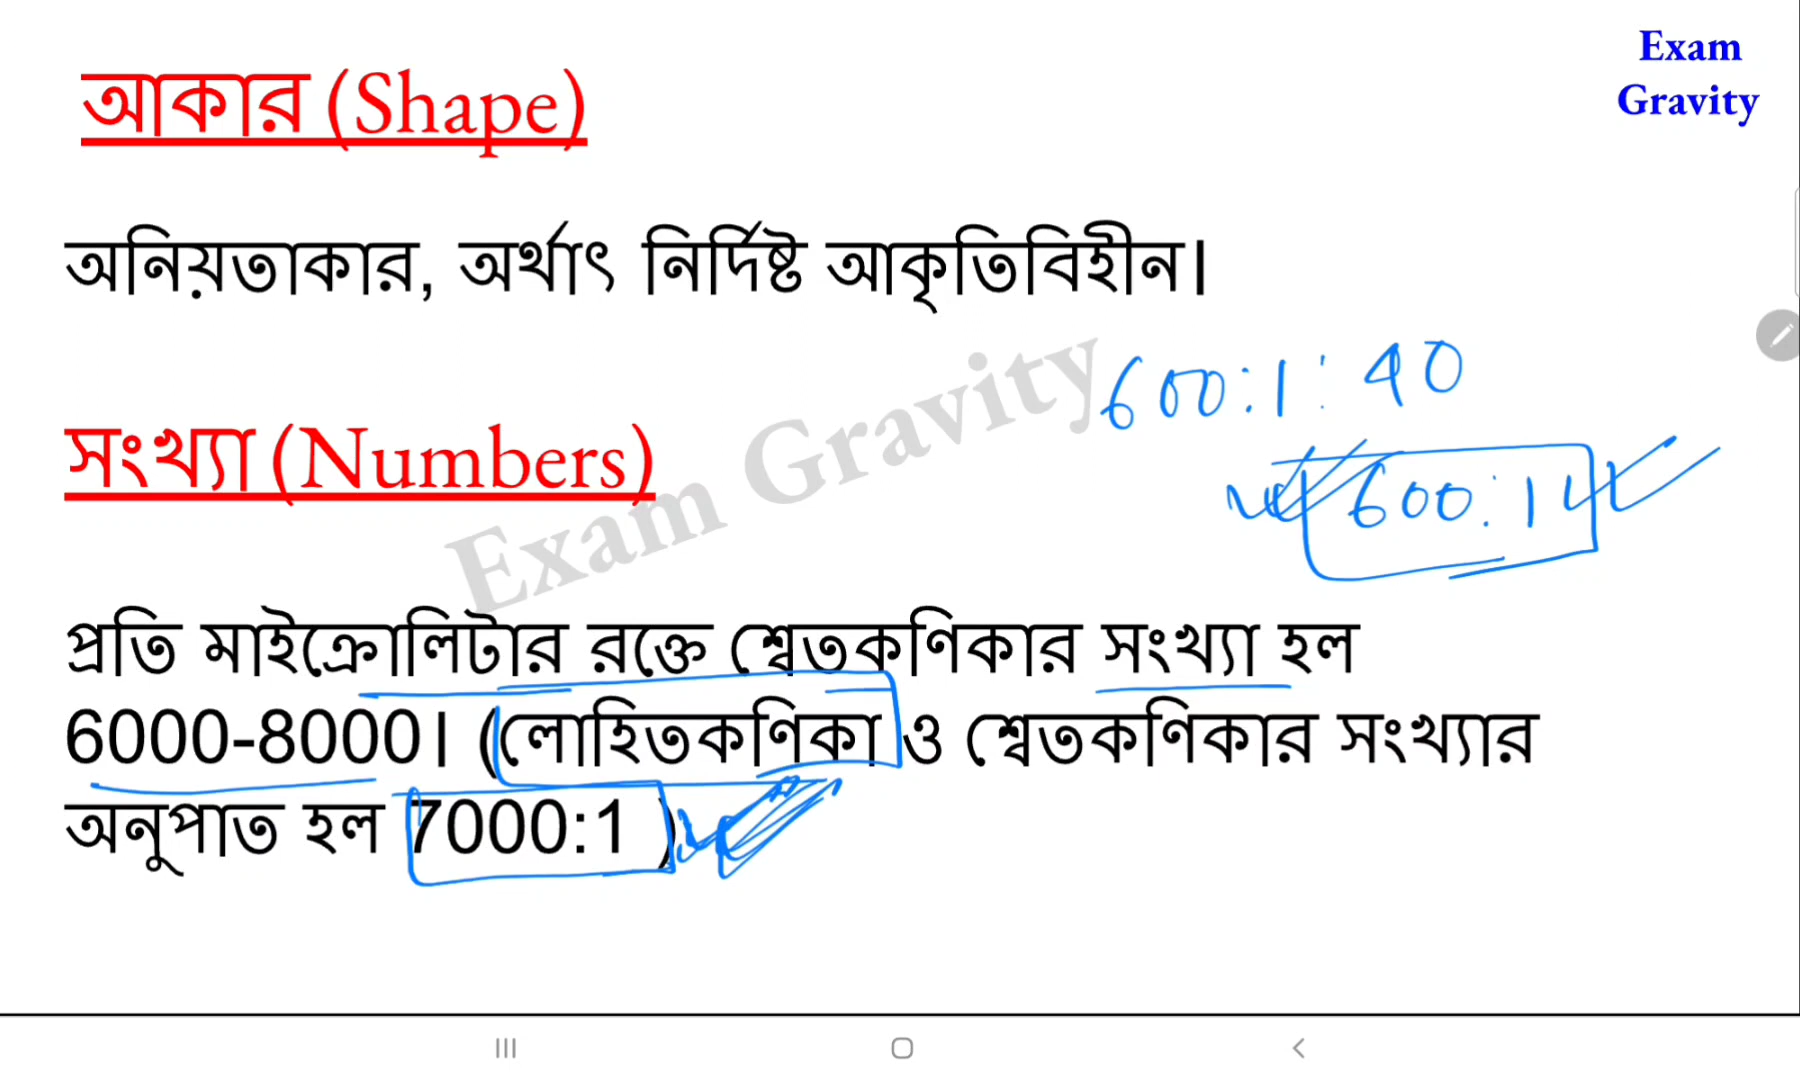 Exam
Gravity
আকার (Shape)
অনিয়তাকার, অর্থাৎ নির্দিষ্ট আকৃতিবিহীন।
600:1:40
সংখ্যা (Numbers)
600:1
Exam Gravity
প্রতি মাইক্রোলিটার রক্তে শ্বেতকণিকার সংখ্যা হল
6000-8000। (লোহিতকণিকা ও শ্বেতকণিকার সংখ্যার
অনুপাত হল 7000:1 )